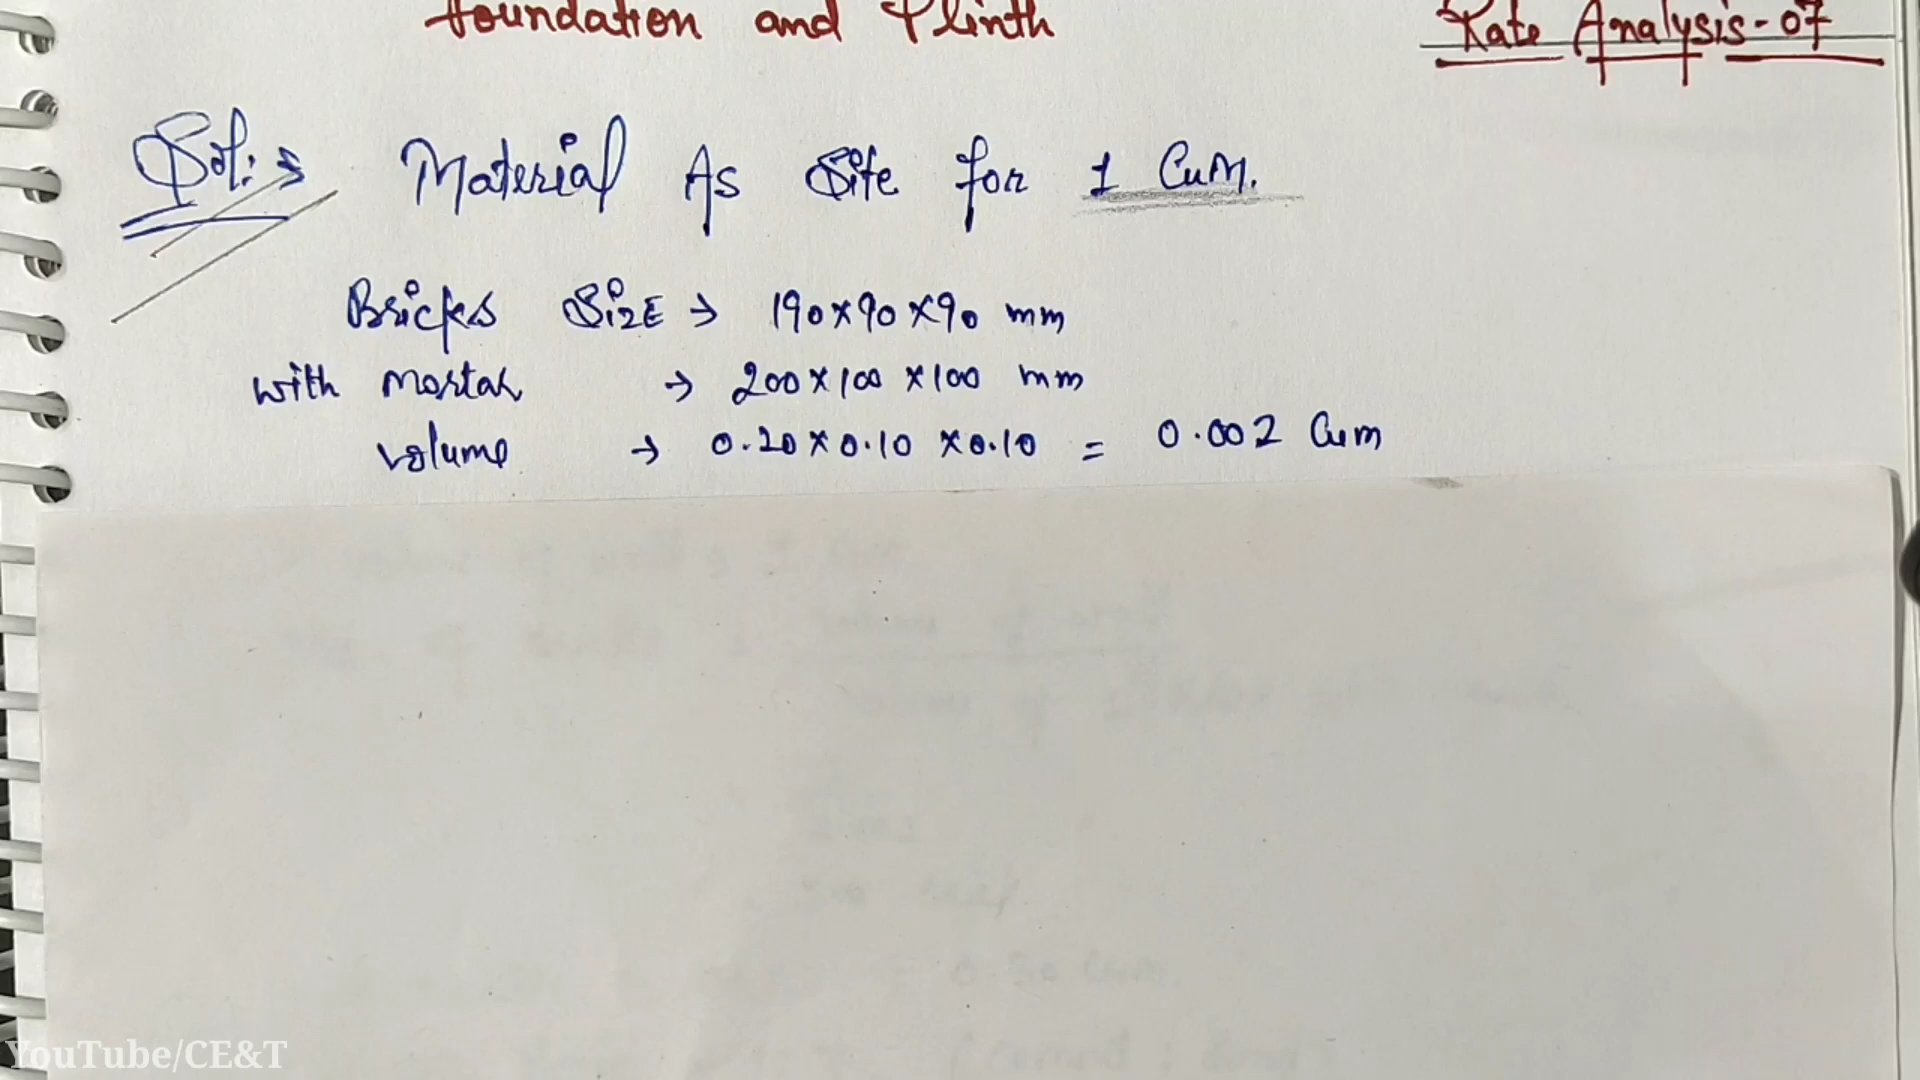 Foundation and Plinth
Rate Analysis-07
Sol:⇒ Material As Site for 1 CuM.
Bricks SizE → 190×90×90 mm
with mortar → 200×100×100 mm
volume → 0.20×0.10×0.10 = 0.002 Cum
YouTube/CE&T